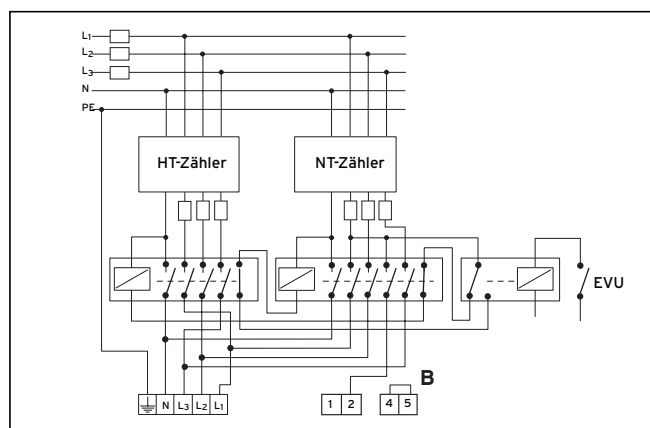 L1
L2
L3
N
PE
HT-Zähler NT-Zähler
EVU
B
N L3 L2 L1 1 2 4 5